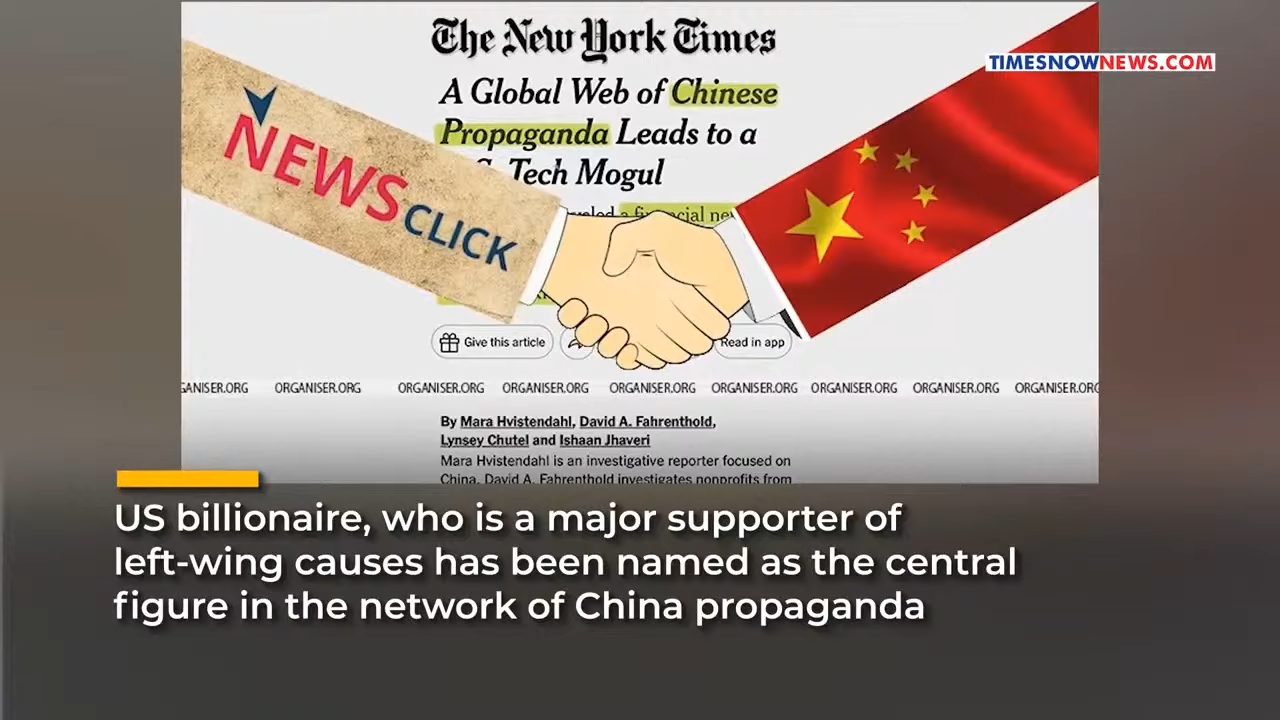 The New York Times
TIMESNOWNEWS.COM
A Global Web of Chinese
Propaganda Leads to a
Tech Mogul
NEWSCLICK
Give this article
Read in app
ORGANISER.ORG ORGANISER.ORG ORGANISER.ORG ORGANISER.ORG ORGANISER.ORG ORGANISER.ORG ORGANISER.ORG ORGANISER.ORG
By Mara Hvistendahl, David A. Fahrenthold,
Lynsey Chutel and Ishaan Jhaveri
Mara Hvistendahl is an investigative reporter focused on
China. David A. Fahrenthold investigates nonprofits from
US billionaire, who is a major supporter of
left-wing causes has been named as the central
figure in the network of China propaganda